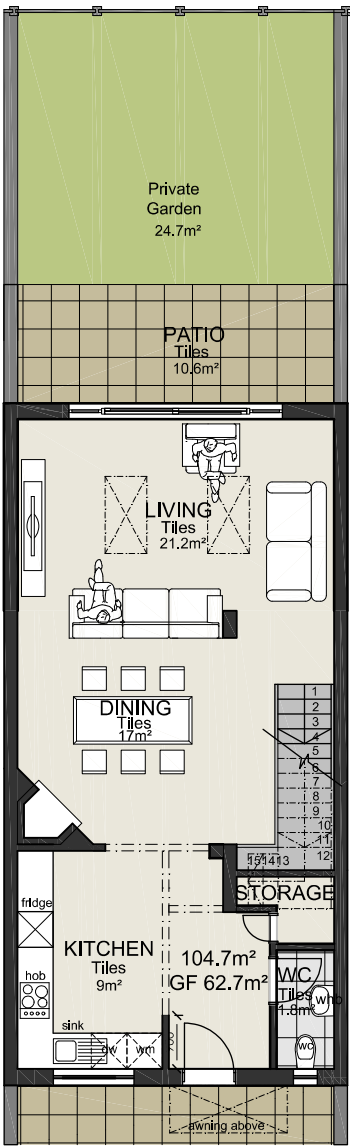 Private
Garden
24.7m²
PATIO
Tiles
10.6m²
LIVING
Tiles
21.2m²
DINING
Tiles
17m²
1
2
3
4
5
6
7
8
9
10
11
12
15 14 13
STORAGE
fridge
KITCHEN
Tiles
9m²
104.7m²
GF 62.7m²
WC
Tiles
1.8m²
whb
hob
sink
dw
wm
wc
awning above